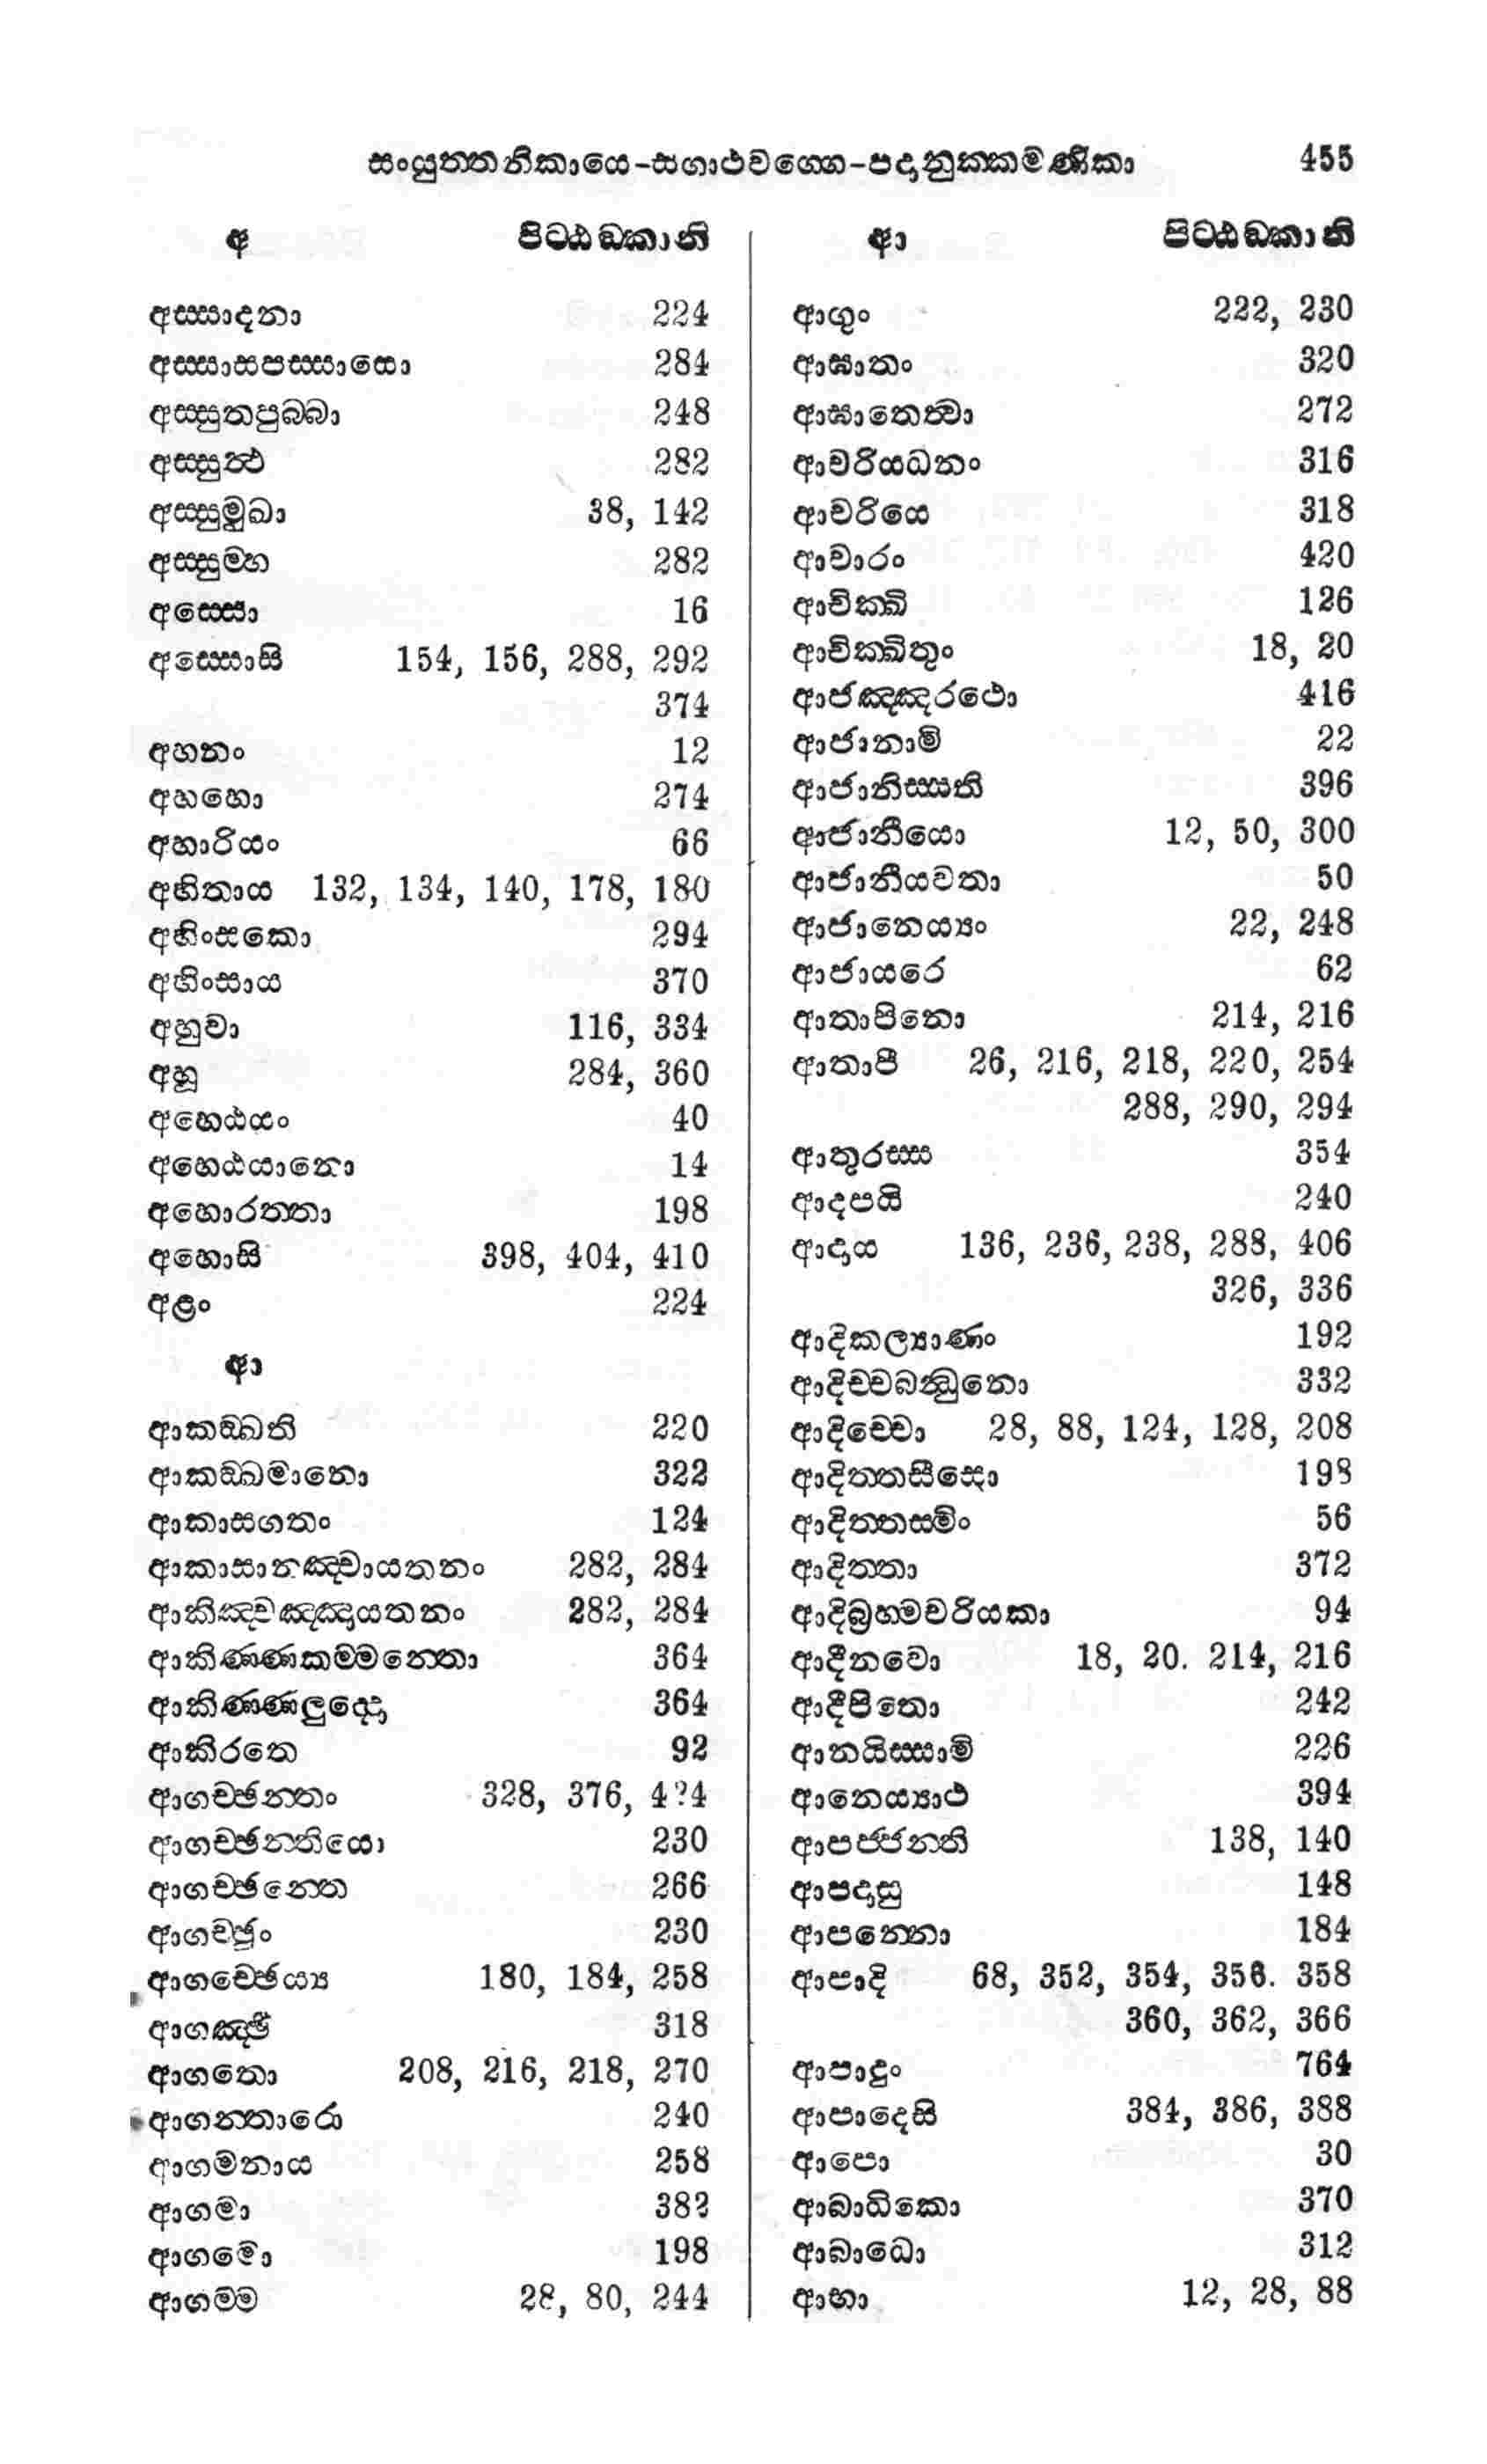 සංයුත්තනිකායෙ-සගාථවග්ගෙ-පදානුක්කමණිකා 455
අ පිට්ඨඞ්කානි
අස්සාදනා 224
අස්සාසපස්සාසො 284
අස්සුතපුබ්බා 248
අස්සුත්ථ 282
අස්සුමුඛා 38, 142
අස්සුම්හ 282
අස්සො 16
අස්සොසි 154, 156, 288, 292
374
අහනං 12
අහහො 274
අහාරියං 66
අහිතාය 132, 134, 140, 178, 180
අහිංසකො 294
අහිංසාය 370
අහුවා 116, 334
අහූ 284, 360
අහෙඨයං 40
අහෙඨයානො 14
අහොරත්තා 198
අහොසි 398, 404, 410
අළං 224
ආ
ආකඞ්ඛති 220
ආකඞ්ඛමානො 322
ආකාසගතං 124
ආකාසානඤ්චායතනං 282, 284
ආකිඤ්චඤ්ඤායතනං 282, 284
ආකිණ්ණකම්මන්තො 364
ආකිණ්ණලුද්දො 364
ආකිරතෙ 92
ආගච්ඡන්තං 328, 376, 4?4
ආගච්ඡන්තියො 230
ආගච්ඡන්තෙ 266
ආගච්ඡුං 230
ආගච්ඡෙය්‍ය 180, 184, 258
ආගඤ්ඡි 318
ආගතො 208, 216, 218, 270
ආගන්තාරො 240
ආගමනාය 258
ආගමා 382
ආගමො 198
ආගම්ම 28, 80, 244
ආ පිට්ඨඞ්කානි
ආගුං 222, 230
ආඝාතං 320
ආඝාතෙත්‍වා 272
ආචරියධනං 316
ආචරියෙ 318
ආචාරං 420
ආචික්ඛි 126
ආචික්ඛිතුං 18, 20
ආජඤ්ඤරථො 416
ආජානාමි 22
ආජානිස්සති 396
ආජානීයො 12, 50, 300
ආජානීයවතා 50
ආජානෙය්‍යං 22, 248
ආජායරෙ 62
ආතාපිනො 214, 216
ආතාපී 26, 216, 218, 220, 254
288, 290, 294
ආතුරස්ස 354
ආදපයි 240
ආදාය 136, 236, 238, 288, 406
326, 336
ආදිකල්‍යාණං 192
ආදිච්චබන්ධුනො 332
ආදිච්චො 28, 88, 124, 128, 208
ආදිත්තසීසො 198
ආදිත්තස්මිං 56
ආදිත්තා 372
ආදිබ්‍රහ්මචරියකා 94
ආදීනවො 18, 20. 214, 216
ආදීපිතො 242
ආනයිස්සාමි 226
ආනෙය්‍යාථ 394
ආපජ්ජන්ති 138, 140
ආපදාසු 148
ආපන්නො 184
ආපාදි 68, 352, 354, 356. 358
360, 362, 366
ආපාදුං 764
ආපාදෙසි 384, 386, 388
ආපො 30
ආබාධිකො 370
ආබාධො 312
ආභා 12, 28, 88